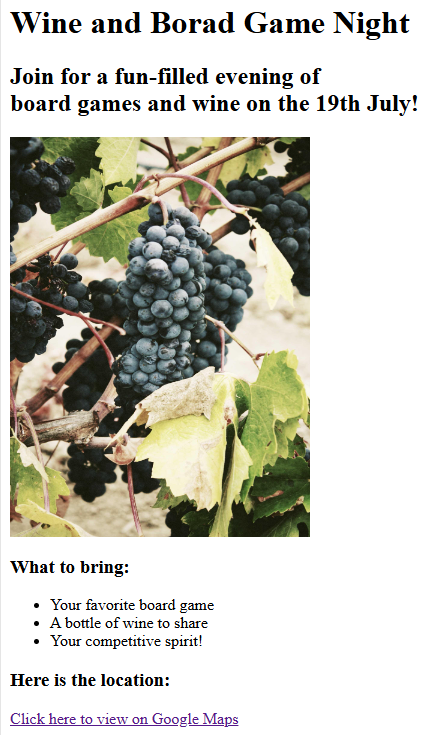 Wine and Borad Game Night
Join for a fun-filled evening of
board games and wine on the 19th July!
What to bring:
Your favorite board game
A bottle of wine to share
Your competitive spirit!
Here is the location:
Click here to view on Google Maps